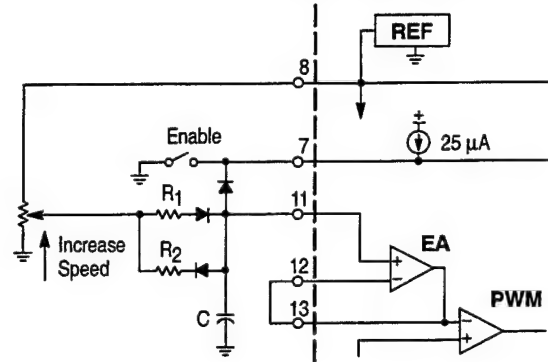 REF
8
Enable
7
25 μA
R1
11
EA
Increase
Speed
R2
12
PWM
C
13
+
−
−
+
+